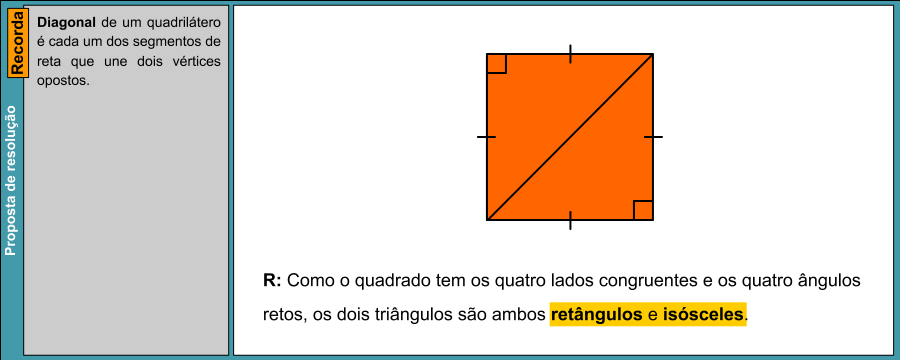 Proposta de resolução
Recorda
Diagonal de um quadrilátero
é cada um dos segmentos de
reta que une dois vértices
opostos.
R: Como o quadrado tem os quatro lados congruentes e os quatro ângulos
retos, os dois triângulos são ambos retângulos e isósceles.